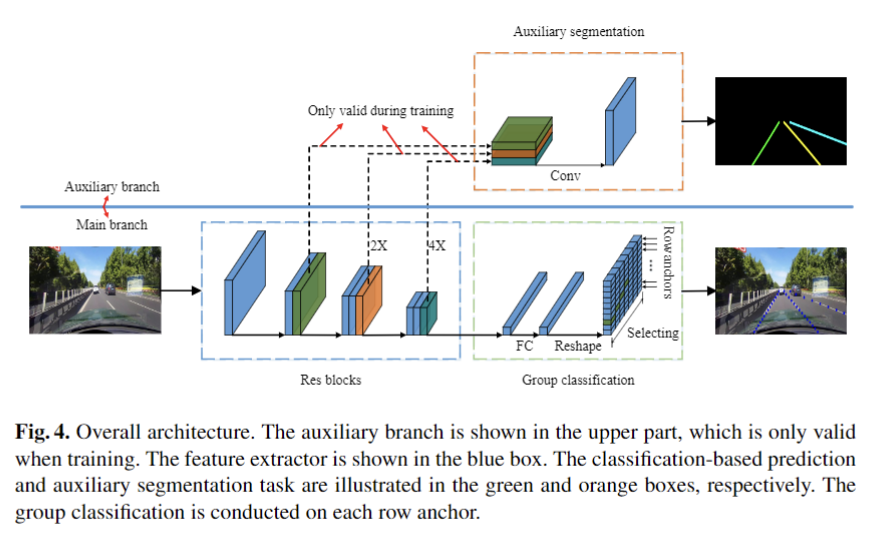 Auxiliary segmentation
Only valid during training
Conv
Auxiliary branch
Main branch
2X
4X
Row anchors
FC
Reshape
Selecting
Res blocks
Group classification
Fig. 4. Overall architecture. The auxiliary branch is shown in the upper part, which is only valid
when training. The feature extractor is shown in the blue box. The classification-based prediction
and auxiliary segmentation task are illustrated in the green and orange boxes, respectively. The
group classification is conducted on each row anchor.